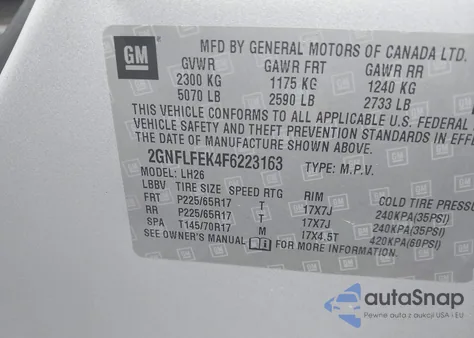 GM
MFD BY GENERAL MOTORS OF CANADA LTD.
GVWR GAWR FRT GAWR RR
2300 KG 1175 KG 1240 KG
5070 LB 2590 LB 2733 LB
THIS VEHICLE CONFORMS TO ALL APPLICABLE U.S. FEDERAL
VEHICLE SAFETY AND THEFT PREVENTION STANDARDS IN EFFECT
THE DATE OF MANUFACTURE SHOWN ABOVE.
2GNFLFEK4F6223163 TYPE: M.P.V.
MODEL: LH26
LBBV TIRE SIZE SPEED RTG RIM COLD TIRE PRESSU
FRT P225/65R17 T 17X7J 240KPA(35PSI)
RR P225/65R17 T 17X7J 240KPA(35PSI)
SPA T145/70R17 M 17X4.5T 420KPA(60PSI)
SEE OWNER'S MANUAL FOR MORE INFORMATION.
autoSnap
Pewne auta z aukcji USA i EU